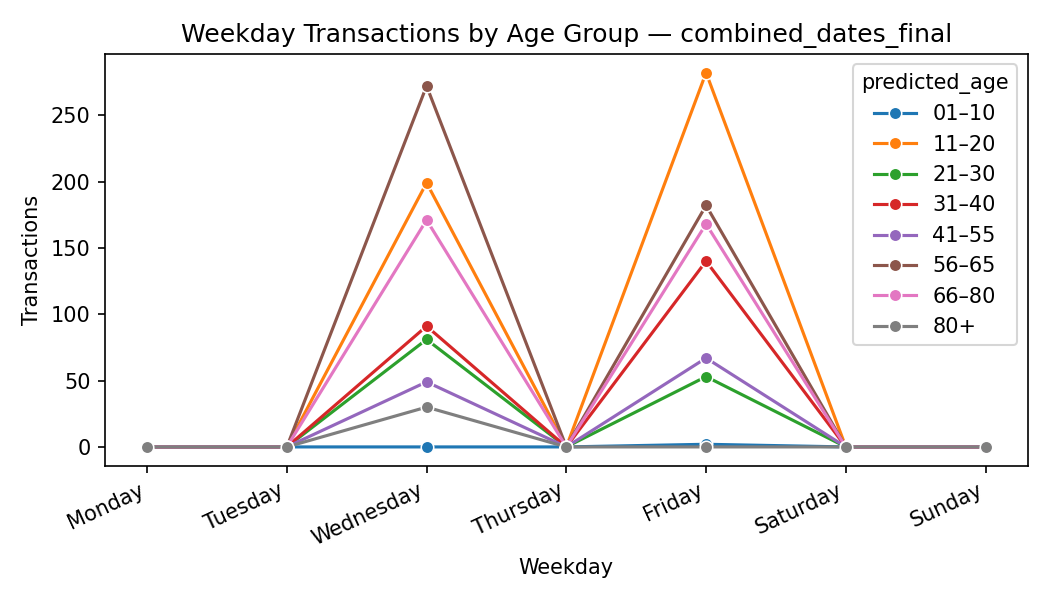 Weekday Transactions by Age Group — combined_dates_final
Transactions
250
200
150
100
50
0
predicted_age
01–10
11–20
21–30
31–40
41–55
56–65
66–80
80+
Monday
Tuesday
Wednesday
Thursday
Friday
Saturday
Sunday
Weekday